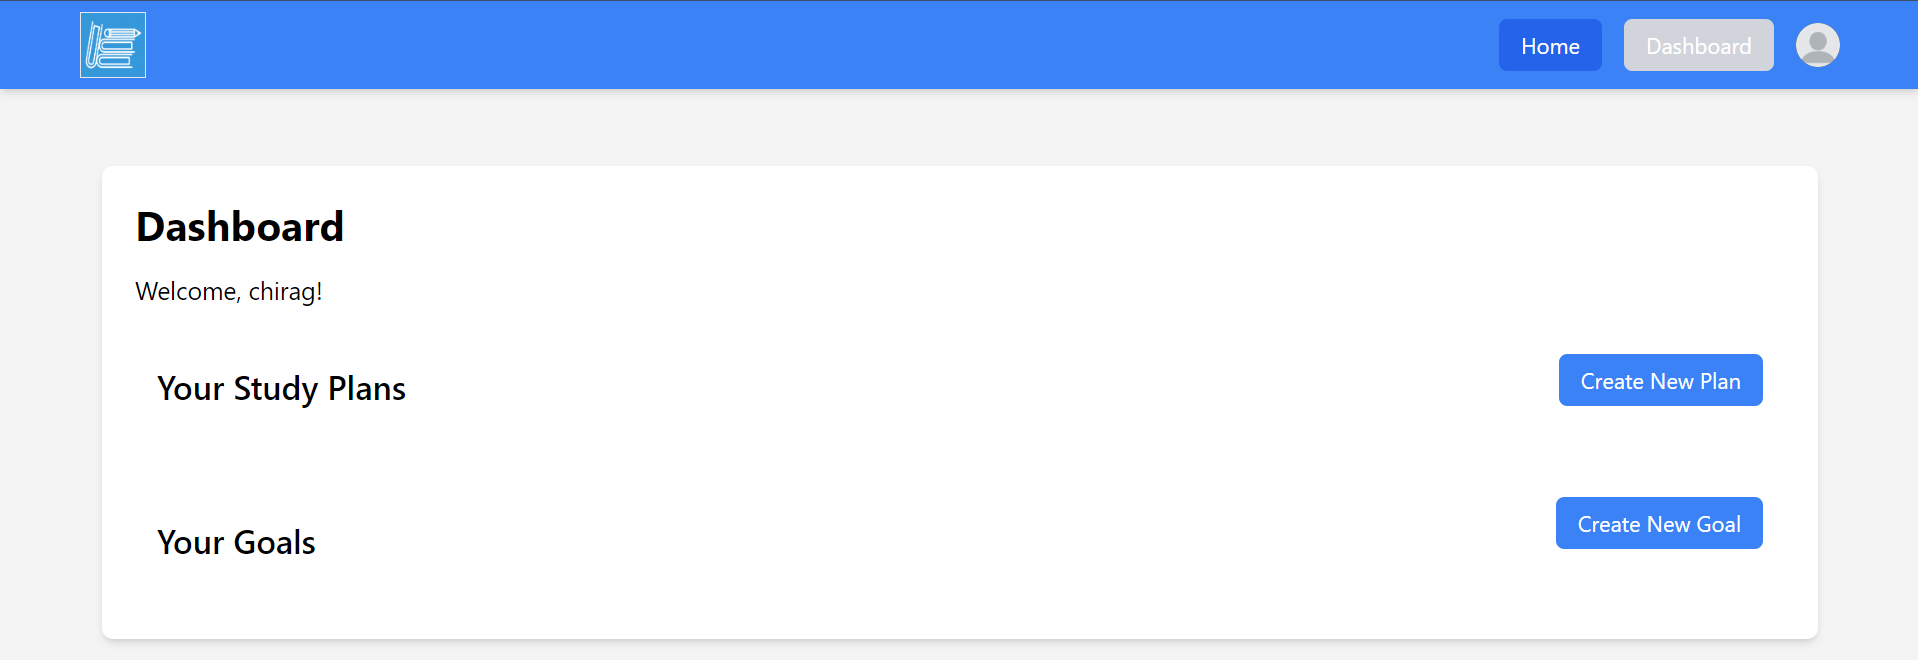 Home Dashboard
Dashboard
Welcome, chirag!
Your Study Plans
Create New Plan
Your Goals
Create New Goal